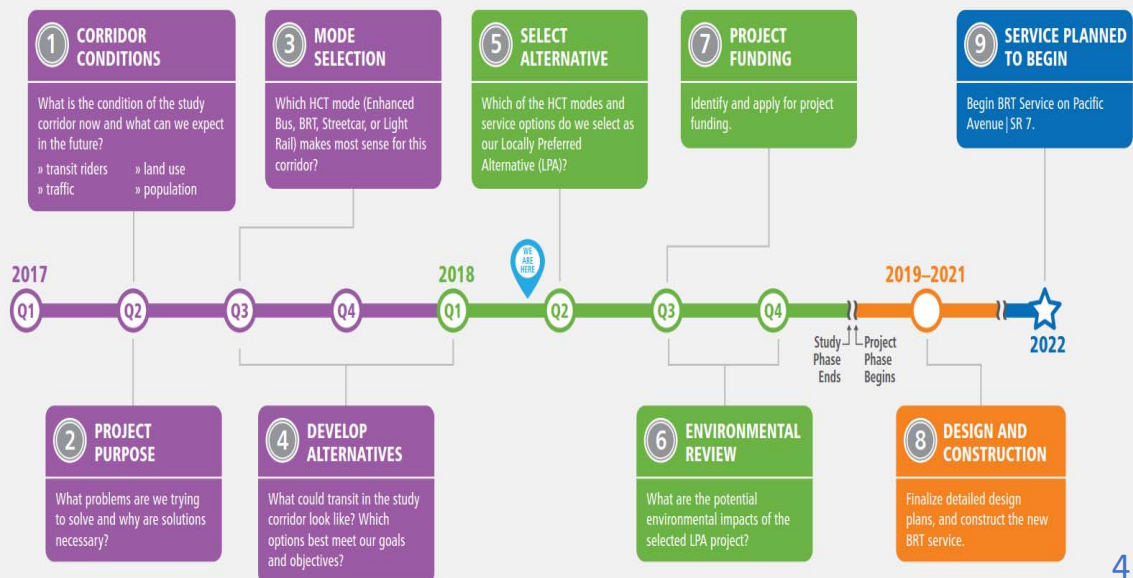 1 CORRIDOR
CONDITIONS
What is the condition of the study
corridor now and what can we expect
in the future?
» transit riders » land use
» traffic » population
3 MODE
SELECTION
Which HCT mode (Enhanced
Bus, BRT, Streetcar, or Light
Rail) makes most sense for this
corridor?
5 SELECT
ALTERNATIVE
Which of the HCT modes and
service options do we select as
our Locally Preferred
Alternative (LPA)?
7 PROJECT
FUNDING
Identify and apply for project
funding.
9 SERVICE PLANNED
TO BEGIN
Begin BRT Service on Pacific
Avenue|SR 7.
WE
ARE
HERE
2017 2018 2019–2021
Q1 Q2 Q3 Q4 Q1 Q2 Q3 Q4
2022
Study
Phase
Ends
Project
Phase
Begins
2 PROJECT
PURPOSE
What problems are we trying
to solve and why are solutions
necessary?
4 DEVELOP
ALTERNATIVES
What could transit in the study
corridor look like? Which
options best meet our goals
and objectives?
6 ENVIRONMENTAL
REVIEW
What are the potential
environmental impacts of the
selected LPA project?
8 DESIGN AND
CONSTRUCTION
Finalize detailed design
plans, and construct the new
BRT service.
4